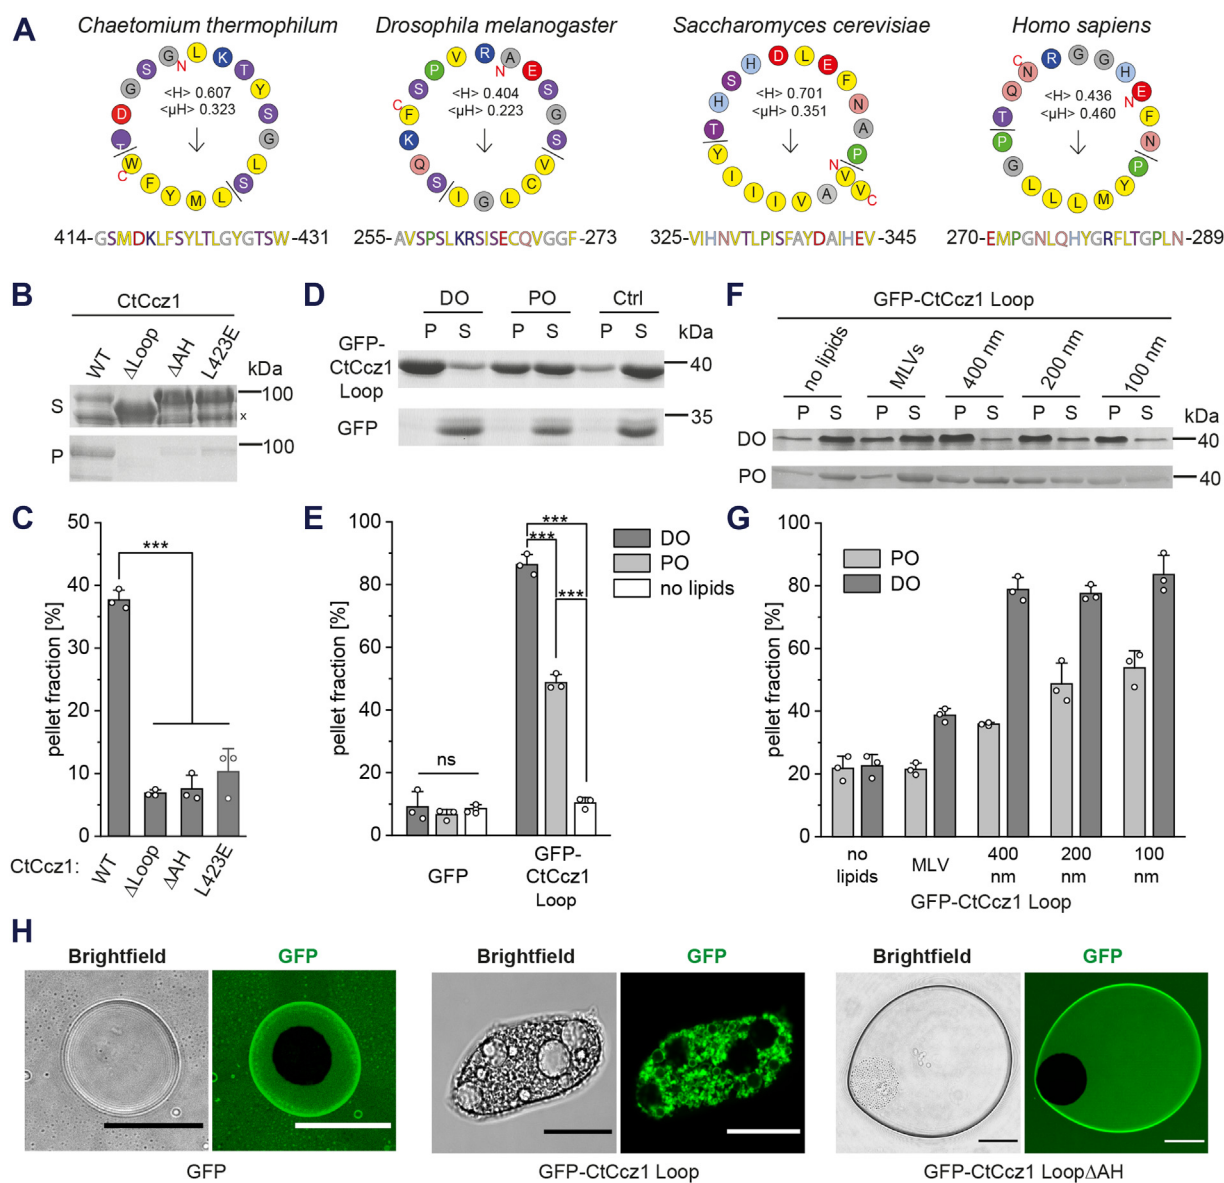 A
Chaetomium thermophilum
Drosophila melanogaster
Saccharomyces cerevisiae
Homo sapiens
G L K T Y S G L S L M Y F W T D G S
N
C
<H> 0.607
<µH> 0.323
V R A E S G S V C L G I S Q K F S P
N
C
<H> 0.404
<µH> 0.223
H D L E F N A P V V A I V I I Y T H S
N
C
<H> 0.701
<µH> 0.351
R G G H E F N P Y M L L L G P T Q N
N
C
<H> 0.436
<µH> 0.460
414-GSMDKLFSYLTLGYGTSW-431
255-AVSPSLKRSISECQVGGF-273
325-VIHNVTLPISFAYDAIHEV-345
270-EMPGNLQHYGRFLTGPLN-289
B
CtCcz1
WT ΔLoop ΔAH L423E kDa
S 100
x
P 100
C
pellet fraction [%]
50
40
30
20
10
0
***
CtCcz1: WT ΔLoop ΔAH L423E
D
DO PO Ctrl
P S P S P S kDa
GFP-CtCcz1 Loop 40
35
GFP
E
pellet fraction [%]
100
80
60
40
20
0
ns
***
***
***
DO
PO
no lipids
GFP
GFP-CtCcz1 Loop
F
GFP-CtCcz1 Loop
no lipids MLVs 400 nm 200 nm 100 nm
P S P S P S P S P S kDa
DO 40
PO 40
G
pellet fraction [%]
100
80
60
40
20
0
PO
DO
no lipids MLV 400 nm 200 nm 100 nm
GFP-CtCcz1 Loop
H
Brightfield GFP Brightfield GFP Brightfield GFP
GFP
GFP-CtCcz1 Loop
GFP-CtCcz1 LoopΔAH